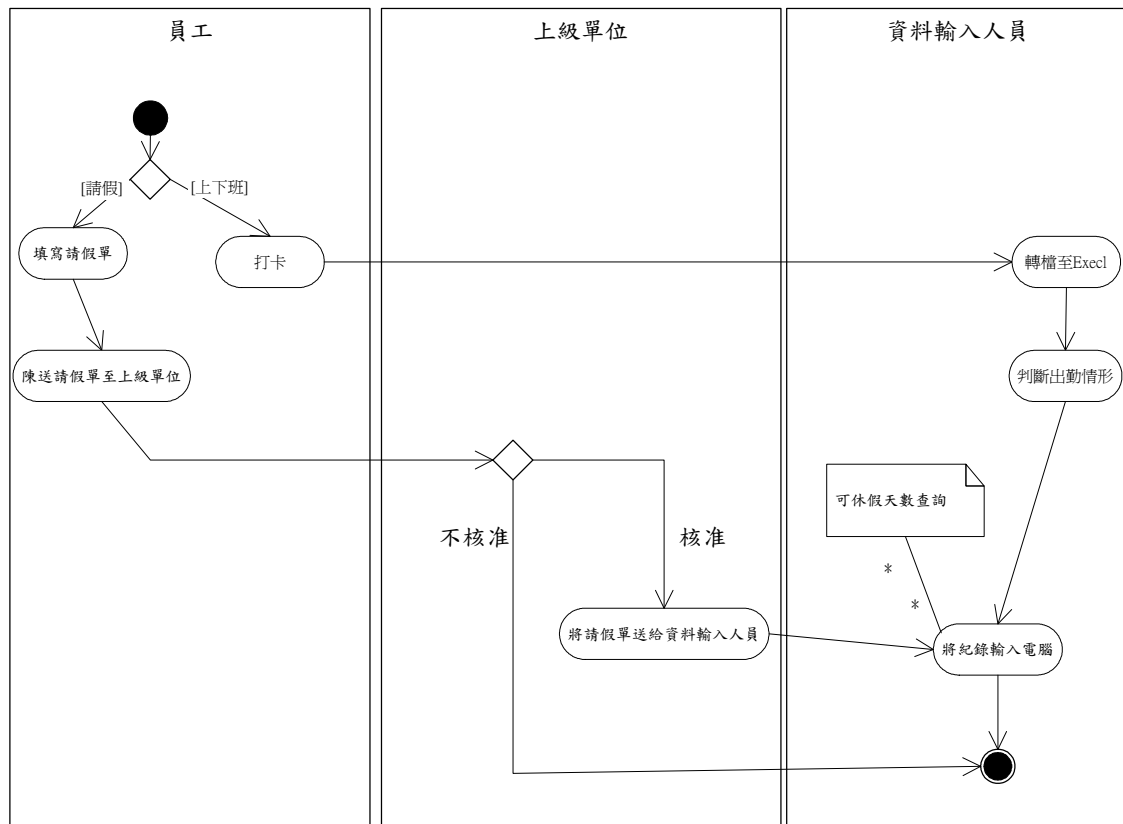 員工
上級單位
資料輸入人員
[請假]
[上下班]
填寫請假單
打卡
轉檔至Execl
陳送請假單至上級單位
判斷出勤情形
可休假天數查詢
不核准
核准
*
*
將請假單送給資料輸入人員
將紀錄輸入電腦